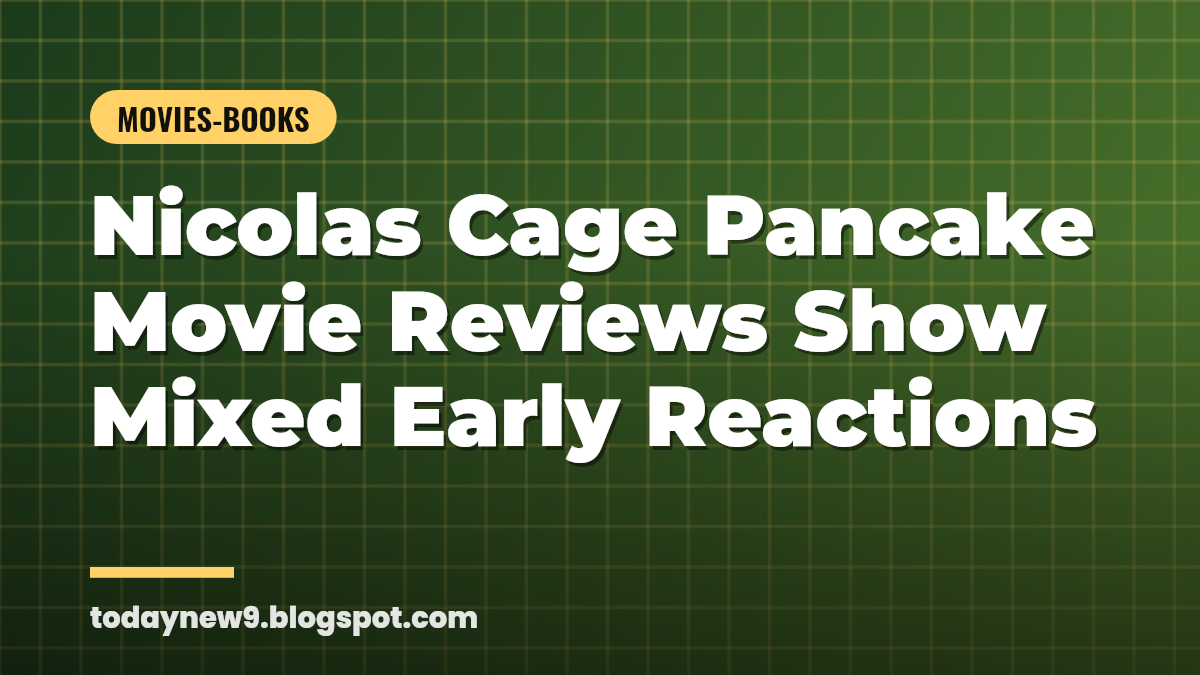 MOVIES-BOOKS
Nicolas Cage Pancake
Movie Reviews Show
Mixed Early Reactions
todaynew9.blogspot.com